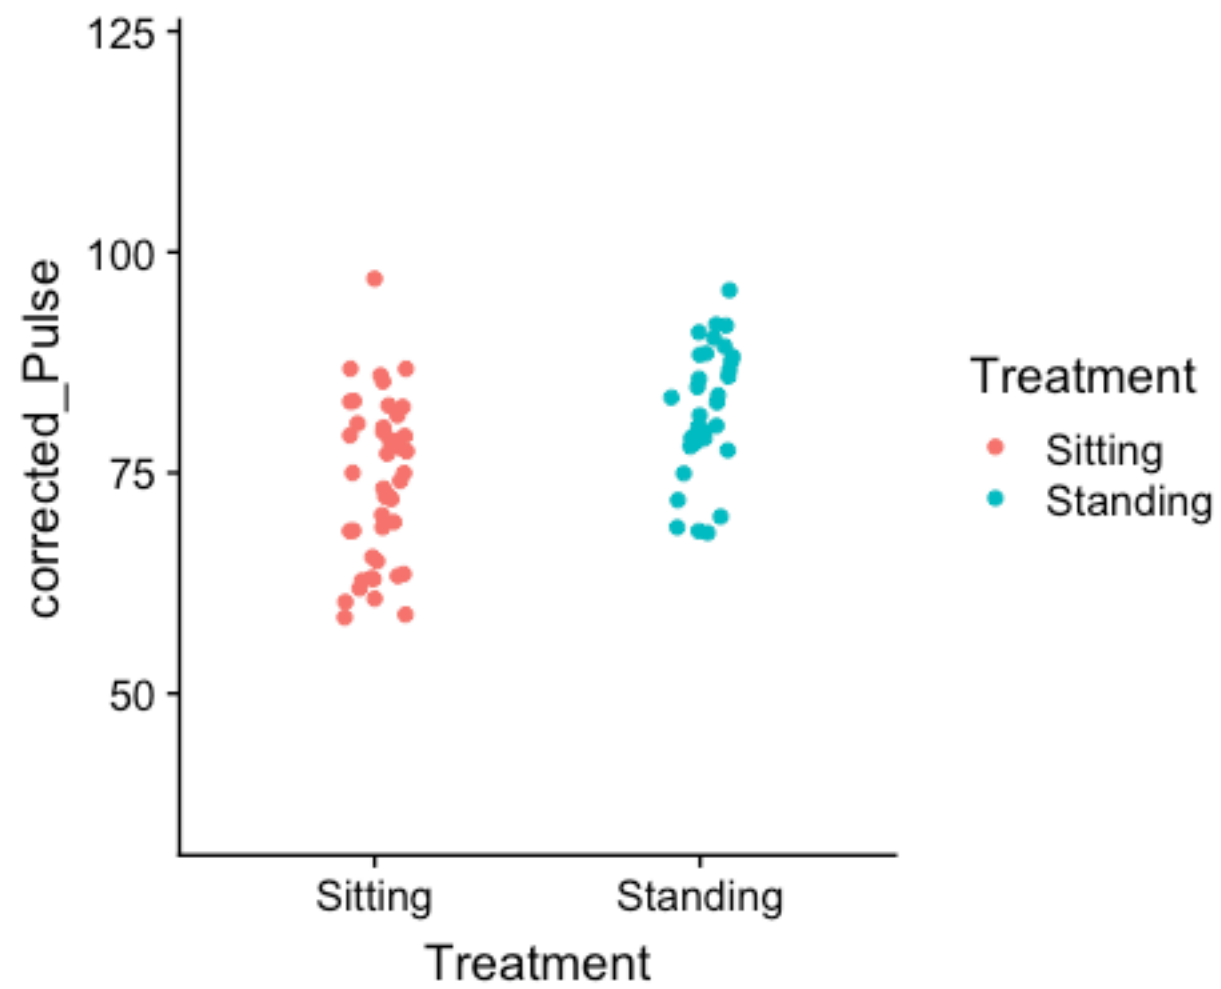 125
100
75
50
corrected_Pulse
Sitting
Standing
Treatment
Treatment
Sitting
Standing